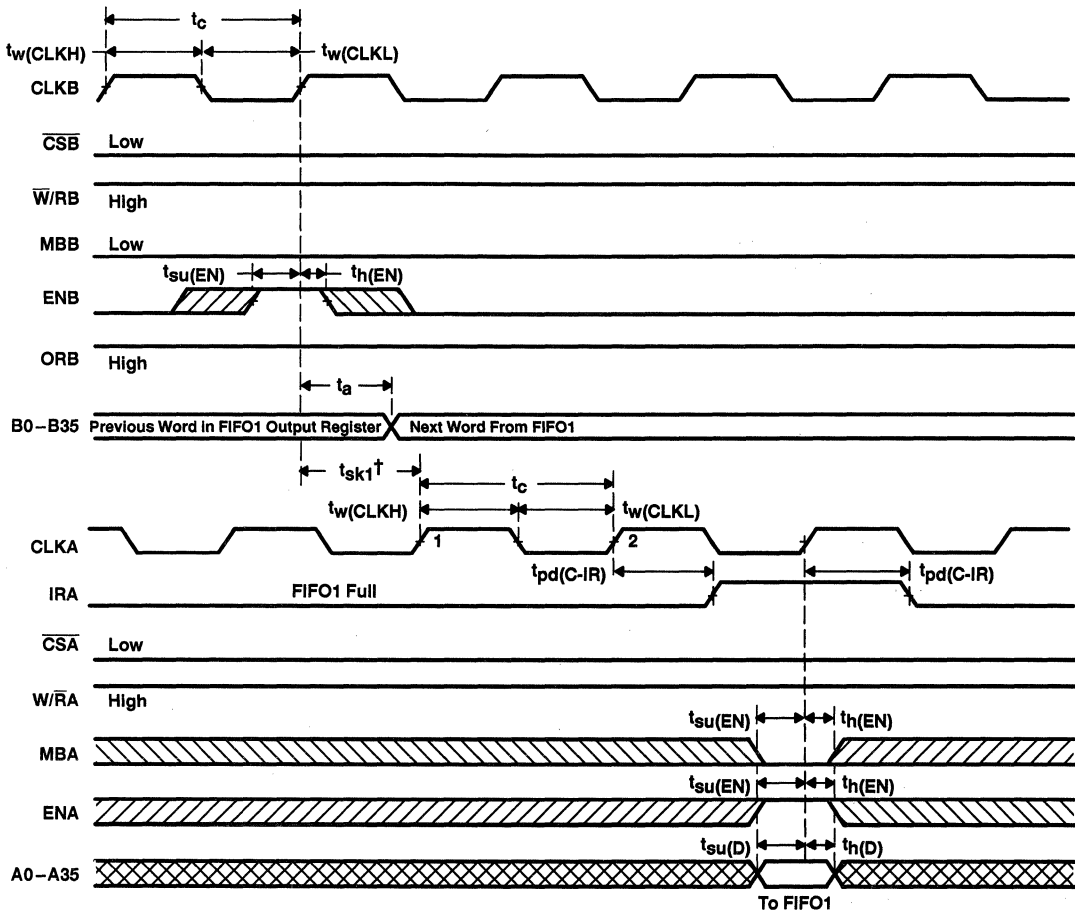 tc
tw(CLKH)
tw(CLKL)
CLKB
CSB
Low
W/RB
High
MBB
Low
tsu(EN)
th(EN)
ENB
ORB
High
ta
B0–B35
Previous Word in FIFO1 Output Register
Next Word From FIFO1
tsk1†
tc
tw(CLKH)
tw(CLKL)
CLKA
1
2
tpd(C-IR)
tpd(C-IR)
IRA
FIFO1 Full
CSA
Low
W/RA
High
tsu(EN)
th(EN)
MBA
tsu(EN)
th(EN)
ENA
tsu(D)
th(D)
A0–A35
To FIFO1